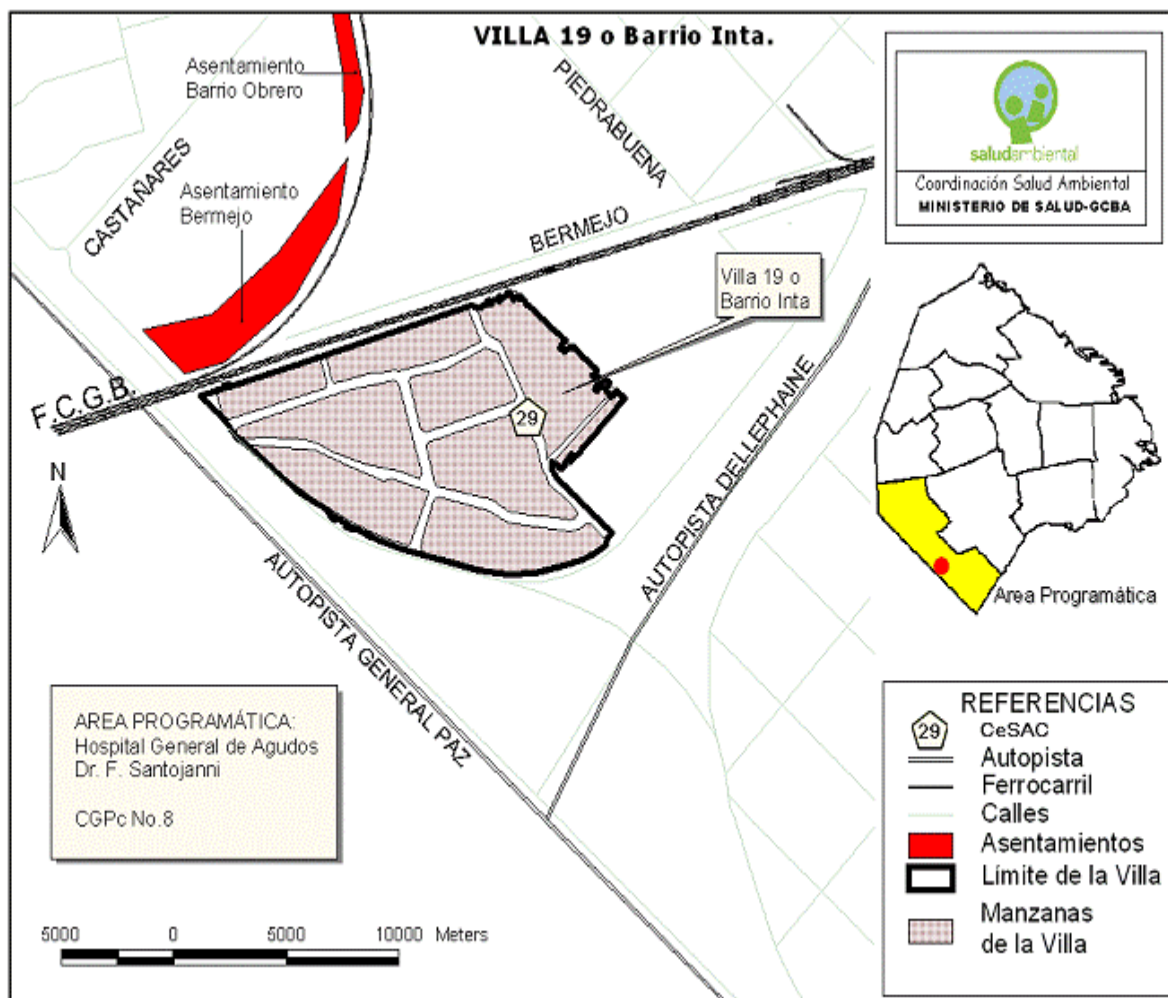 VILLA 19 o Barrio Inta.
Asentamiento
Barrio Obrero
PIEDRABUENA
CASTAÑARES
Asentamiento
Bermejo
BERMEJO
Villa 19 o
Barrio Inta
F.C.G.B.
29
N
AUTOPISTA DELLEPHAINE
AUTOPISTA GENERAL PAZ
AREA PROGRAMÁTICA:
Hospital General de Agudos
Dr. F. Santojanni
CGPc No.8
5000 0 5000 10000 Meters
saludambiental
Coordinación Salud Ambiental
MINISTERIO DE SALUD-GCBA
Area Programática
REFERENCIAS
29 CeSAC
Autopista
Ferrocarril
Calles
Asentamientos
Límite de la Villa
Manzanas
de la Villa